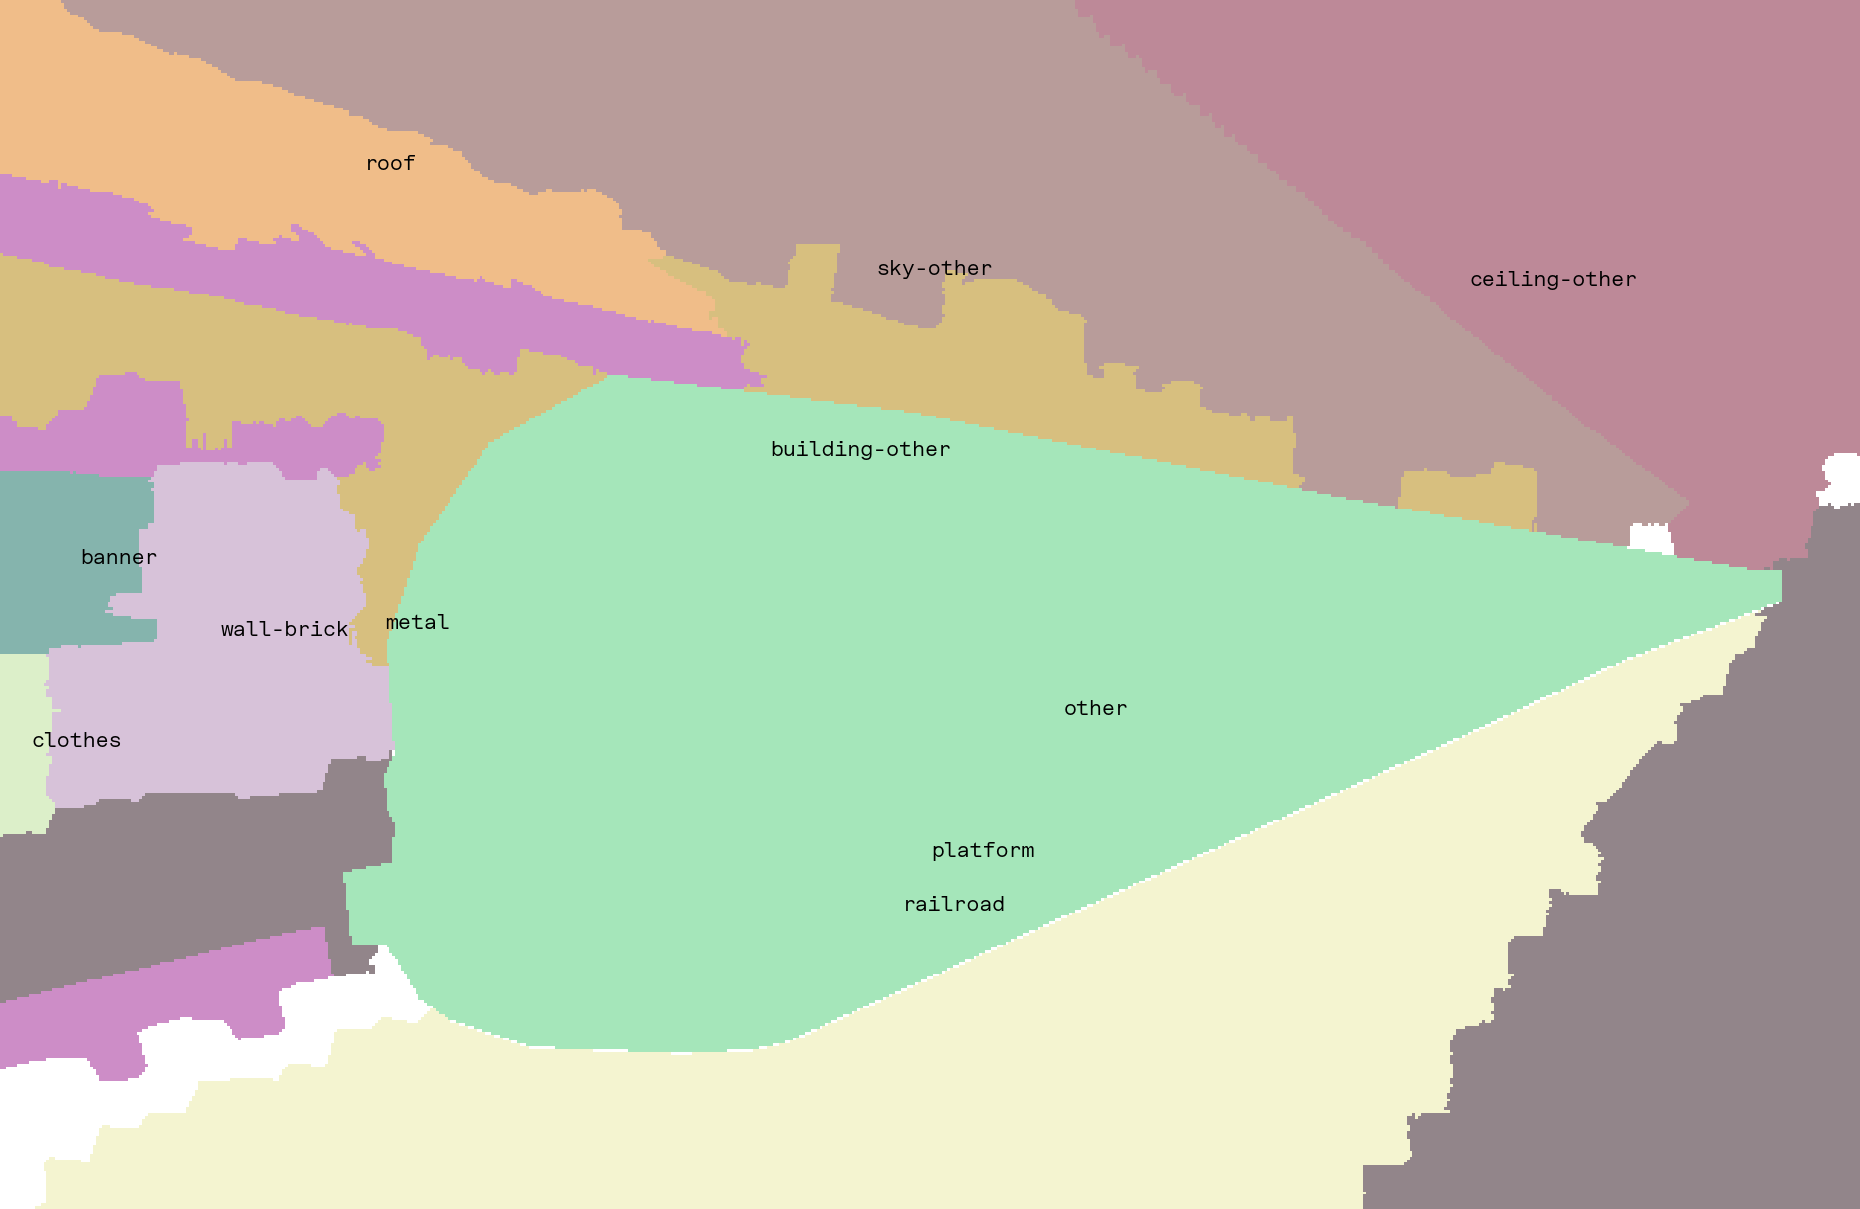 roof
sky-other
ceiling-other
building-other
banner
metal
wall-brick
other
clothes
platform
railroad